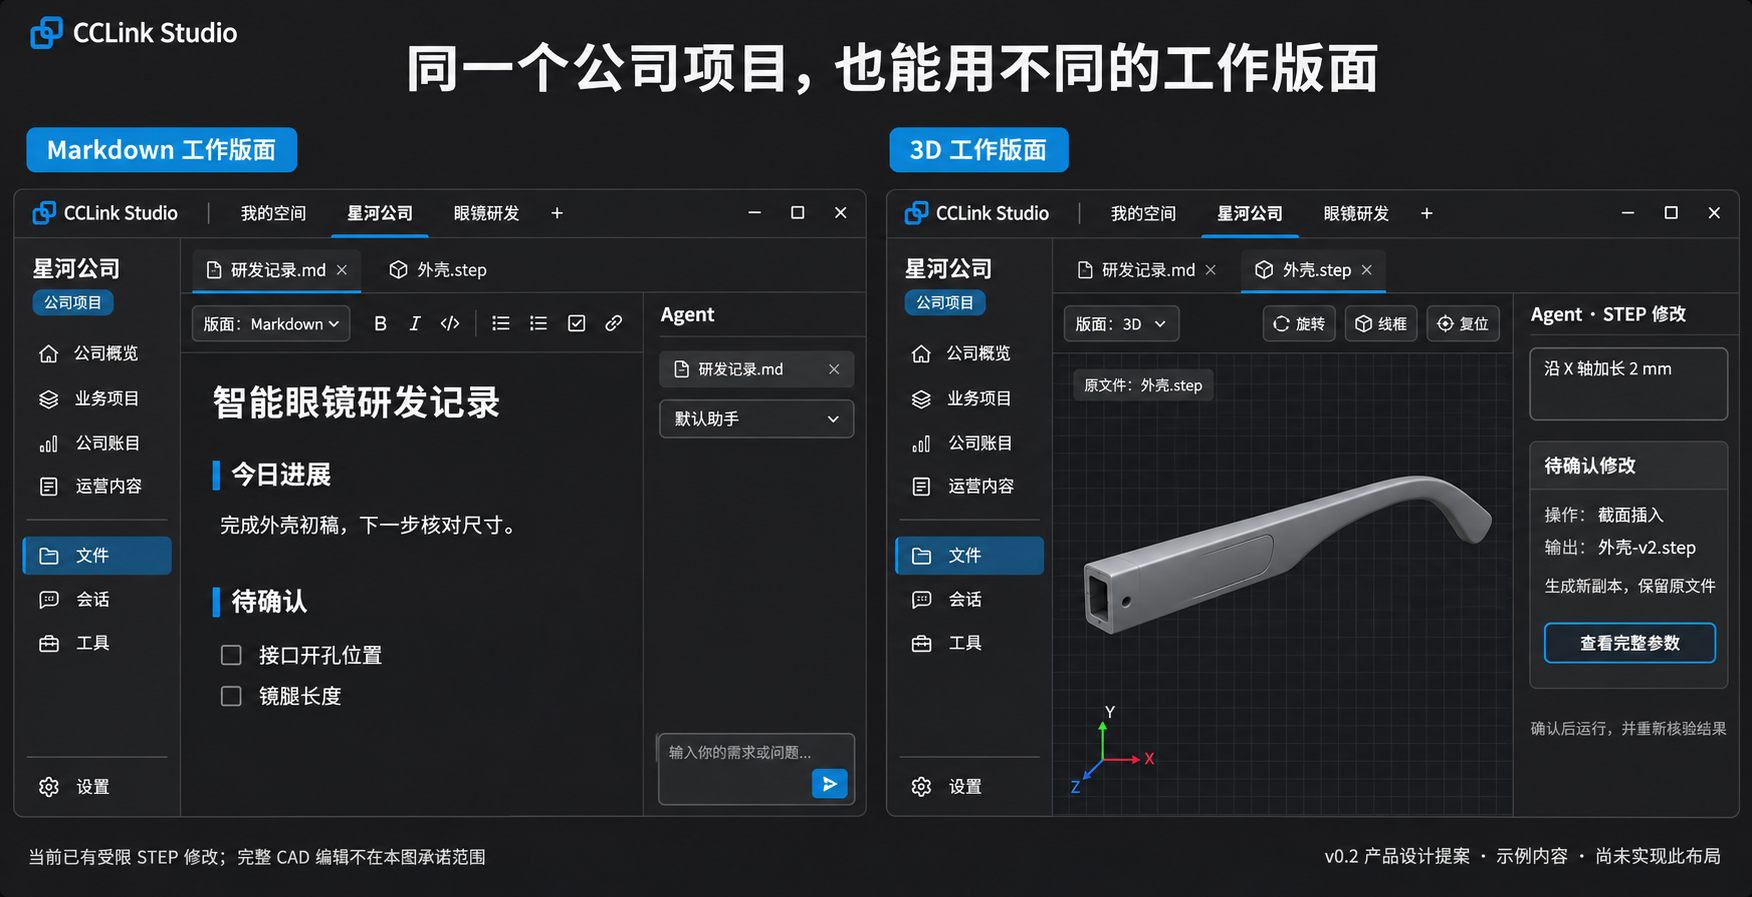 CCLink Studio
同一个公司项目，也能用不同的工作版面
Markdown 工作版面
CCLink Studio
我的空间
星河公司
眼镜研发
+
星河公司
公司项目
公司概览
业务项目
公司账目
运营内容
文件
会话
工具
设置
研发记录.md
外壳.step
版面：Markdown
B
I
</>
智能眼镜研发记录
今日进展
完成外壳初稿，下一步核对尺寸。
待确认
接口开孔位置
镜腿长度
Agent
研发记录.md
默认助手
输入你的需求或问题...
3D 工作版面
CCLink Studio
我的空间
星河公司
眼镜研发
+
星河公司
公司项目
公司概览
业务项目
公司账目
运营内容
文件
会话
工具
设置
研发记录.md
外壳.step
版面：3D
旋转
线框
复位
原文件：外壳.step
Y
X
Z
Agent · STEP 修改
沿 X 轴加长 2 mm
待确认修改
操作：截面插入
输出：外壳-v2.step
生成新副本，保留原文件
查看完整参数
确认后运行，并重新核验结果
当前已有受限 STEP 修改；完整 CAD 编辑不在本图承诺范围
v0.2 产品设计提案 · 示例内容 · 尚未实现此布局